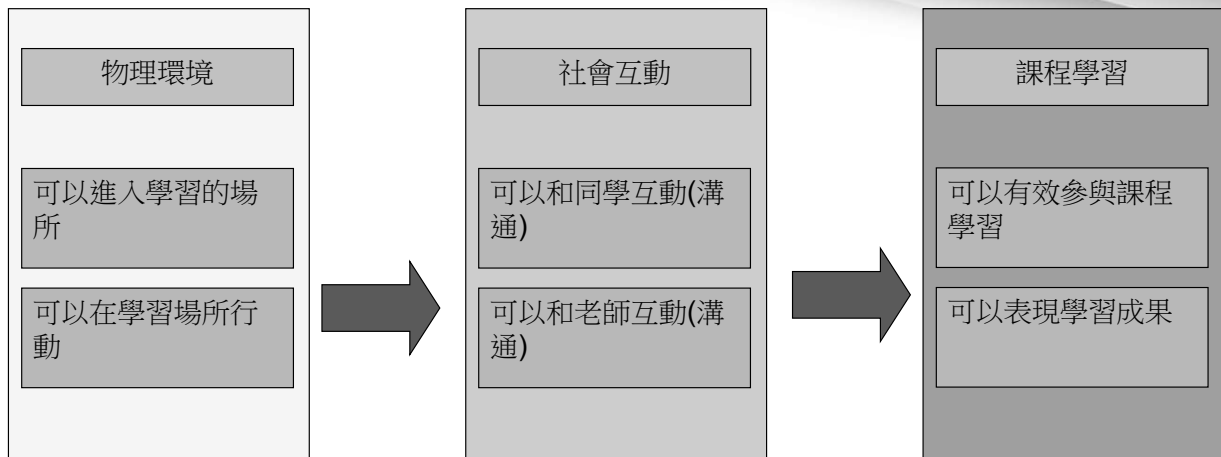 物理環境
可以進入學習的場
所
可以在學習場所行
動
社會互動
可以和同學互動(溝
通)
可以和老師互動(溝
通)
課程學習
可以有效參與課程
學習
可以表現學習成果